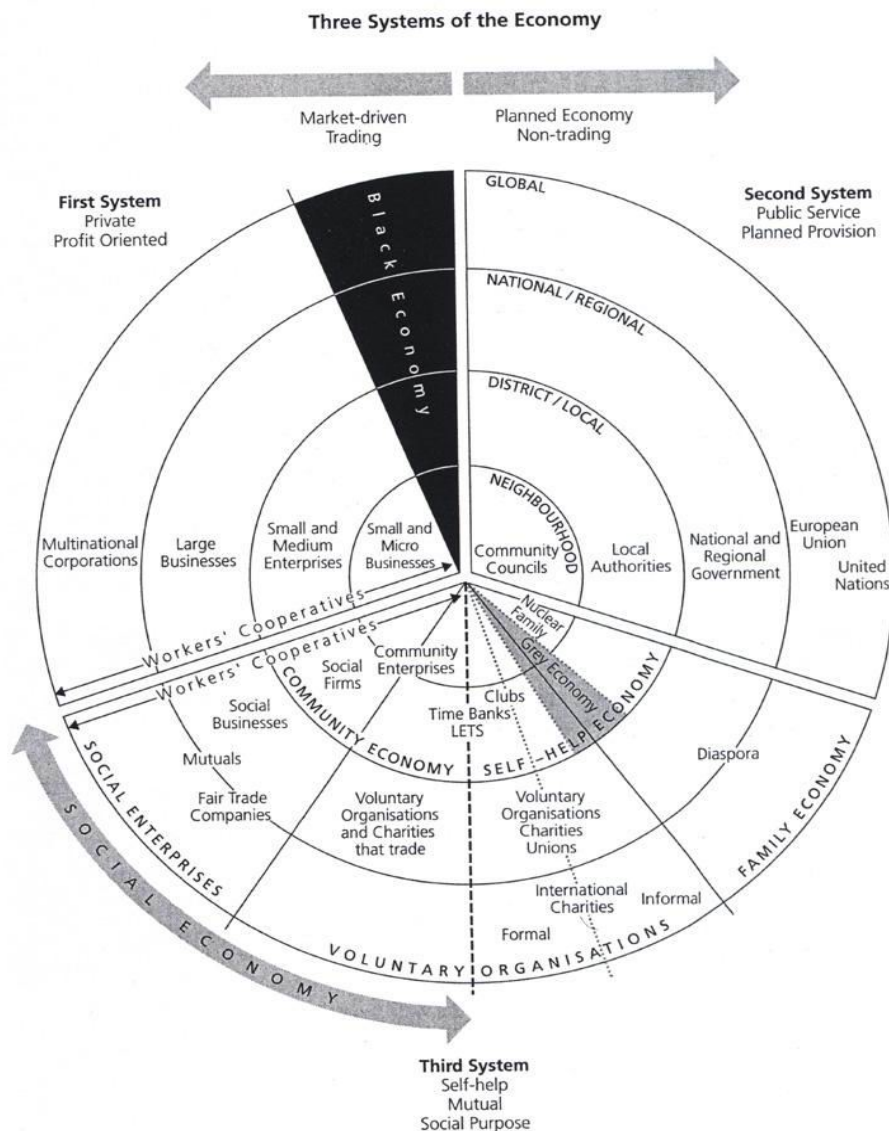 Three Systems of the Economy
Market-driven
Trading
Planned Economy
Non-trading
First System
Private
Profit Oriented
Second System
Public Service
Planned Provision
Black Economy
GLOBAL
NATIONAL / REGIONAL
DISTRICT / LOCAL
NEIGHBOURHOOD
Multinational
Corporations
Large
Businesses
Small and
Medium
Enterprises
Small and
Micro
Businesses
Community
Councils
Local
Authorities
National and
Regional
Government
European
Union
United
Nations
Workers' Cooperatives
Workers' Cooperatives
Nuclear
Family
Grey Economy
Community
Enterprises
Social
Firms
Social
Businesses
Mutuals
Fair Trade
Companies
Clubs
Time Banks
LETS
COMMUNITY ECONOMY
SELF-HELP ECONOMY
Diaspora
FAMILY ECONOMY
SOCIAL ENTERPRISES
Voluntary
Organisations
and Charities
that trade
Voluntary
Organisations
Charities
Unions
International
Charities
Informal
Formal
VOLUNTARY ORGANISATIONS
SOCIAL ECONOMY
Third System
Self-help
Mutual
Social Purpose